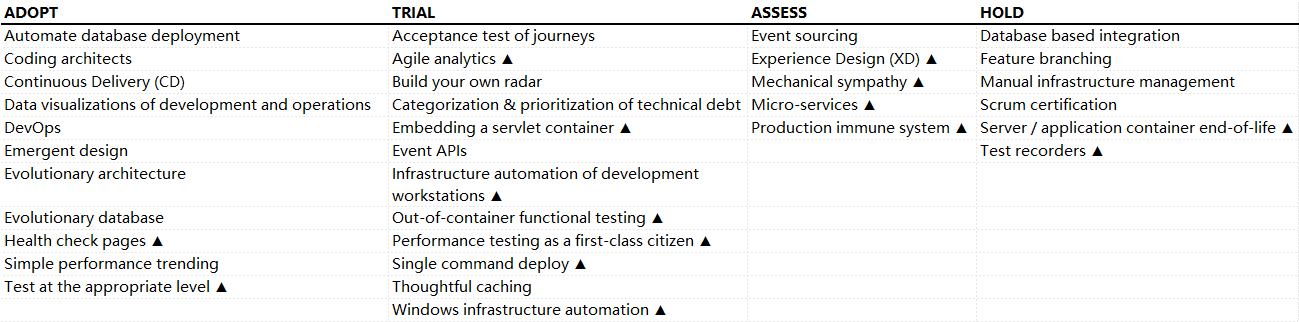 ADOPT TRIAL ASSESS HOLD
Automate database deployment Acceptance test of journeys Event sourcing Database based integration
Coding architects Agile analytics ▲ Experience Design (XD) ▲ Feature branching
Continuous Delivery (CD) Build your own radar Mechanical sympathy ▲ Manual infrastructure management
Data visualizations of development and operations Categorization & prioritization of technical debt Micro-services ▲ Scrum certification
DevOps Embedding a servlet container ▲ Production immune system ▲ Server / application container end-of-life ▲
Emergent design Event APIs Test recorders ▲
Evolutionary architecture Infrastructure automation of development
workstations ▲
Evolutionary database Out-of-container functional testing ▲
Health check pages ▲ Performance testing as a first-class citizen ▲
Simple performance trending Single command deploy ▲
Test at the appropriate level ▲ Thoughtful caching
Windows infrastructure automation ▲